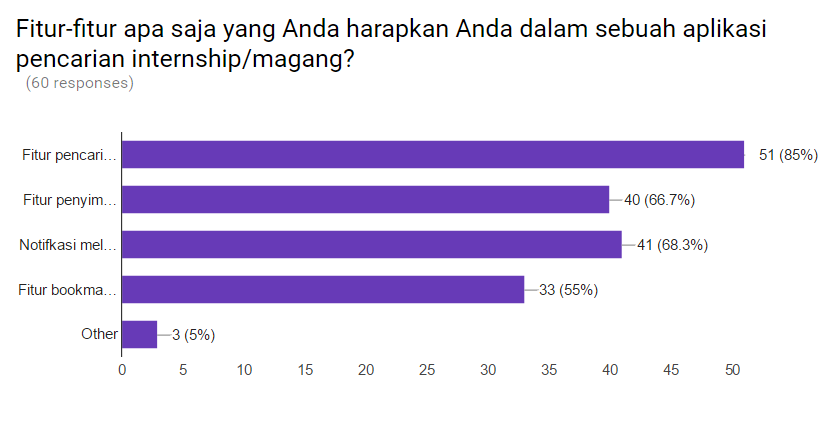 Fitur-fitur apa saja yang Anda harapkan Anda dalam sebuah aplikasi
pencarian internship/magang?
(60 responses)
Fitur pencari… 51 (85%)
Fitur penyim… 40 (66.7%)
Notifkasi mel… 41 (68.3%)
Fitur bookma… 33 (55%)
Other 3 (5%)
0 5 10 15 20 25 30 35 40 45 50